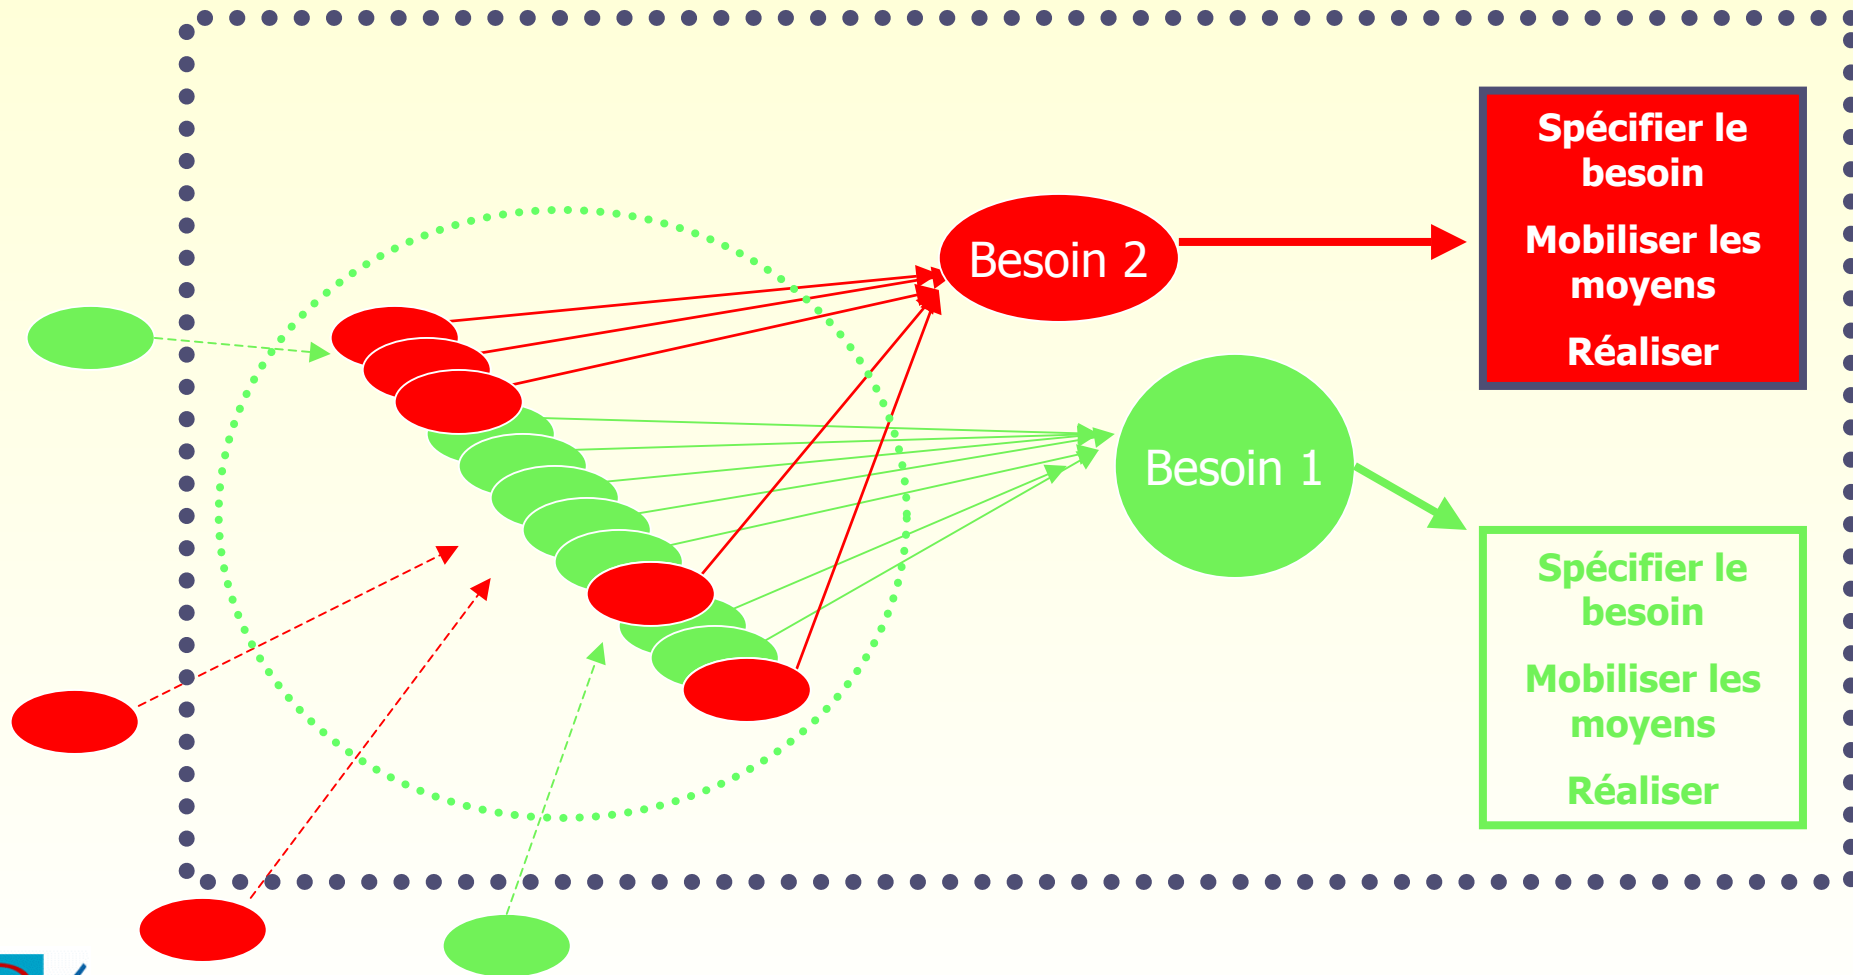 Spécifier le
besoin
Mobiliser les
moyens
Réaliser
Besoin 2
Besoin 1
Spécifier le
besoin
Mobiliser les
moyens
Réaliser